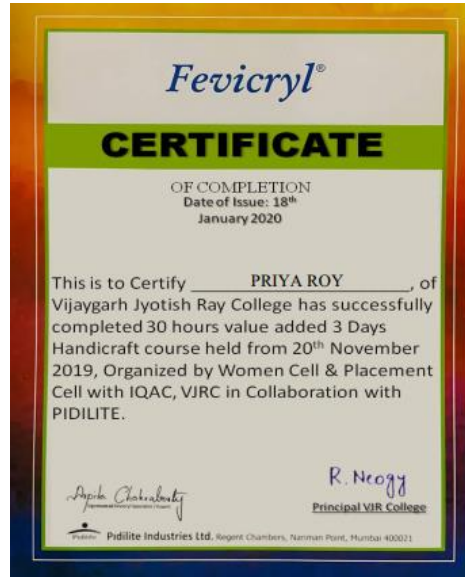 Fevicryl®
CERTIFICATE
OF COMPLETION
Date of Issue: 18th
January 2020
This is to Certify PRIYA ROY, of
Vijaygarh Jyotish Ray College has successfully
completed 30 hours value added 3 Days
Handicraft course held from 20th November
2019, Organized by Women Cell & Placement
Cell with IQAC, VJRC in Collaboration with
PIDILITE.
Arpita Chakraborty
R. Neogy
Principal VJR College
Pidilite Pidilite Industries Ltd. Regent Chambers, Nariman Point, Mumbai 400021